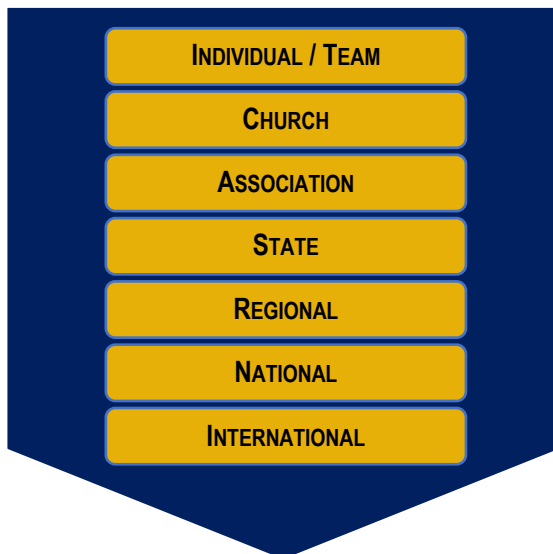 Individual / Team
Church
Association
State
Regional
National
International